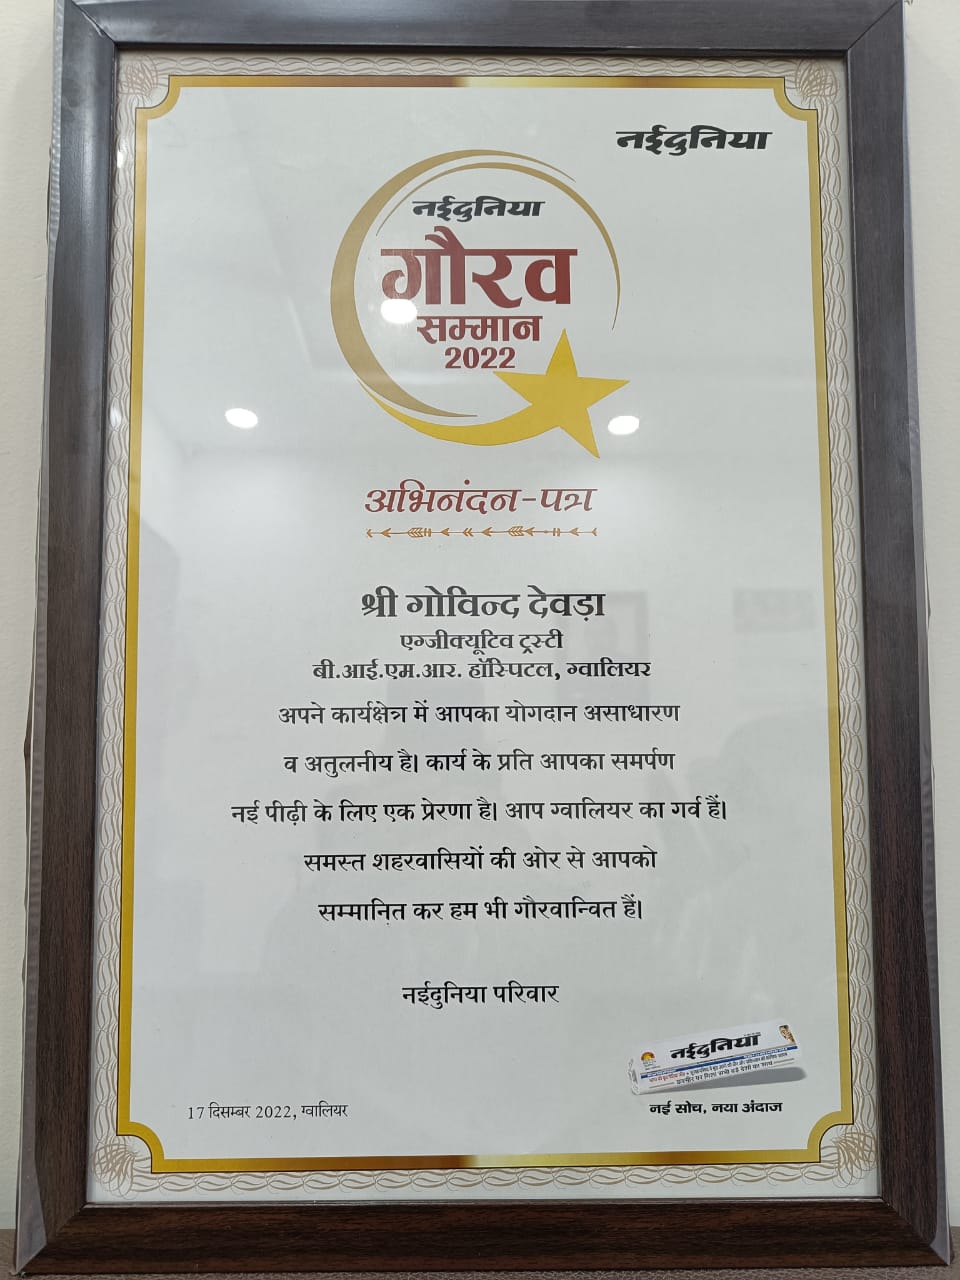 नईदुनिया
नईदुनिया
गौरव
सम्मान
2022
अभिनंदन-पत्र
श्री गोविन्द देवड़ा
एग्जीक्यूटिव ट्रस्टी
बी.आई.एम.आर. हॉस्पिटल, ग्वालियर
अपने कार्यक्षेत्र में आपका योगदान असाधारण
व अतुलनीय है। कार्य के प्रति आपका समर्पण
नई पीढ़ी के लिए एक प्रेरणा है। आप ग्वालियर का गर्व हैं।
समस्त शहरवासियों की ओर से आपको
सम्मानित कर हम भी गौरवान्वित हैं।
नईदुनिया परिवार
नईदुनिया
17 दिसम्बर 2022, ग्वालियर
नई सोच, नया अंदाज